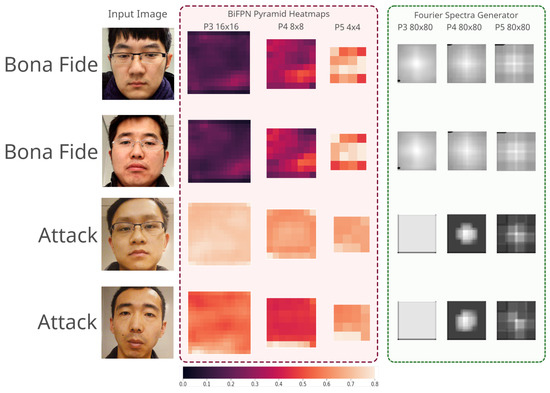 Input Image
BiFPN Pyramid Heatmaps
Fourier Spectra Generator
P3 16x16 P4 8x8 P5 4x4
P3 80x80 P4 80x80 P5 80x80
Bona Fide
Bona Fide
Attack
Attack
0.0 0.1 0.2 0.3 0.4 0.5 0.6 0.7 0.8